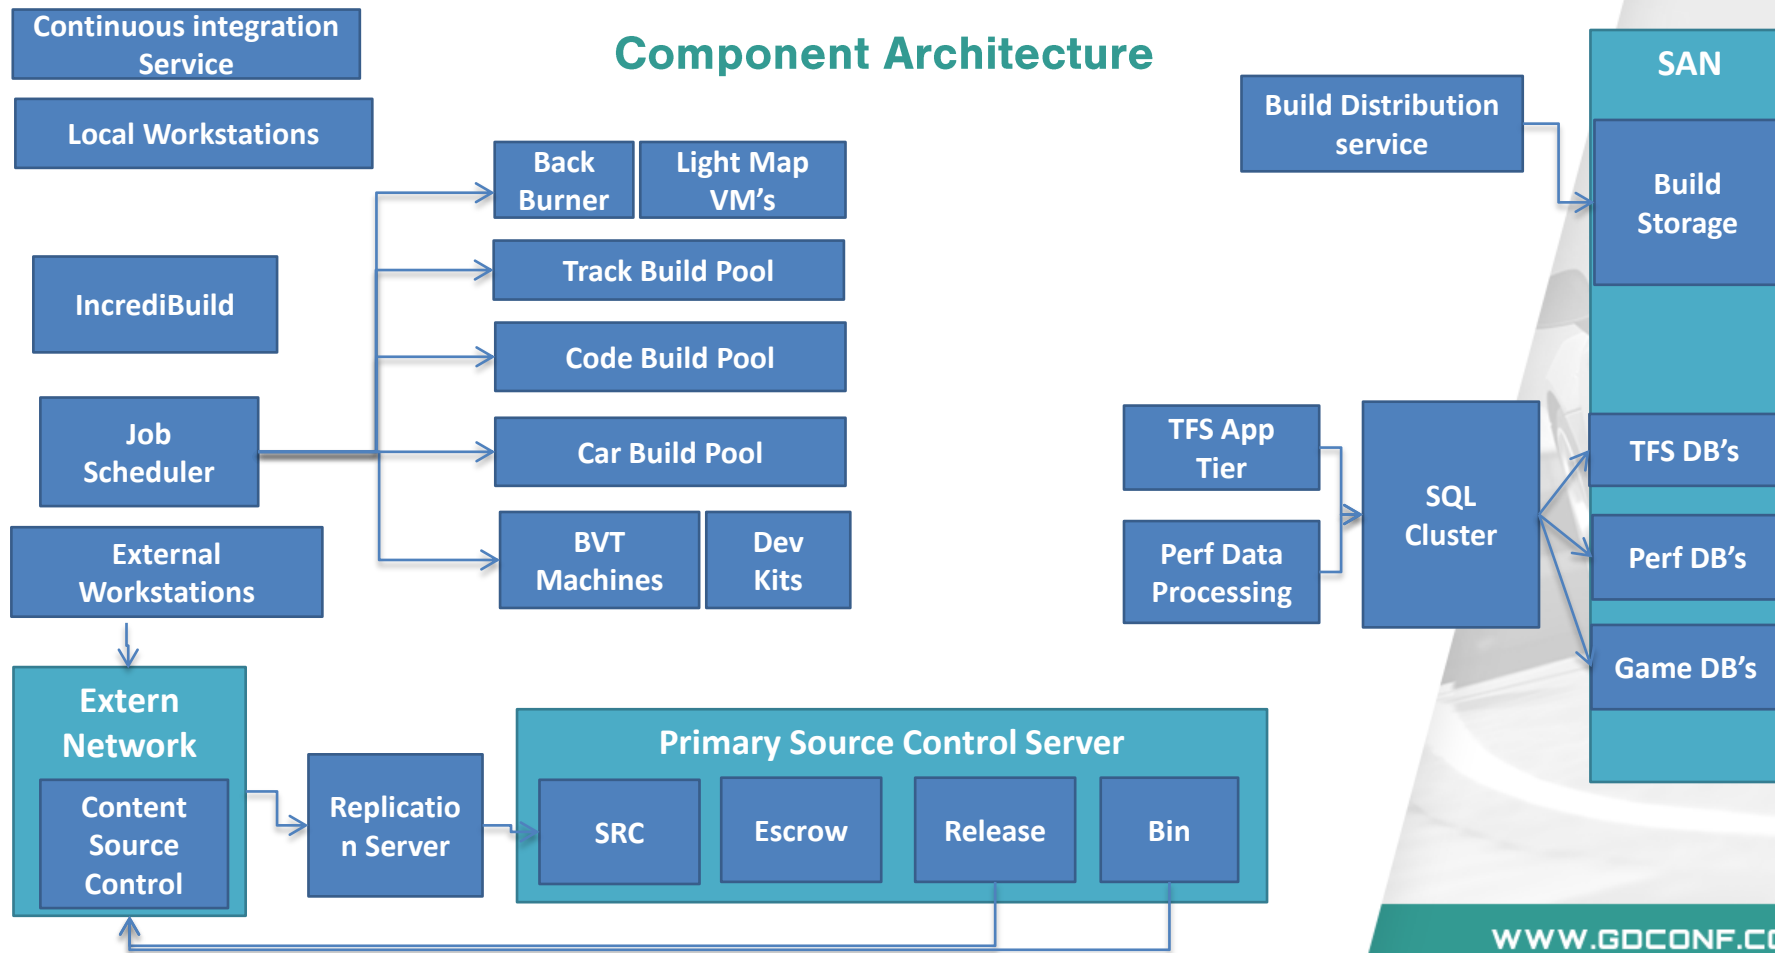 Continuous integration
Service
Component Architecture
Local Workstations
Build Distribution
service
SAN
Build
Storage
Back
Burner
Light Map
VM's
Track Build Pool
IncrediBuild
Code Build Pool
Job
Scheduler
Car Build Pool
TFS App
Tier
SQL
Cluster
TFS DB's
External
Workstations
BVT
Machines
Dev
Kits
Perf Data
Processing
Perf DB's
Game DB's
Extern
Network
Content
Source
Control
Replicatio
n Server
Primary Source Control Server
SRC
Escrow
Release
Bin